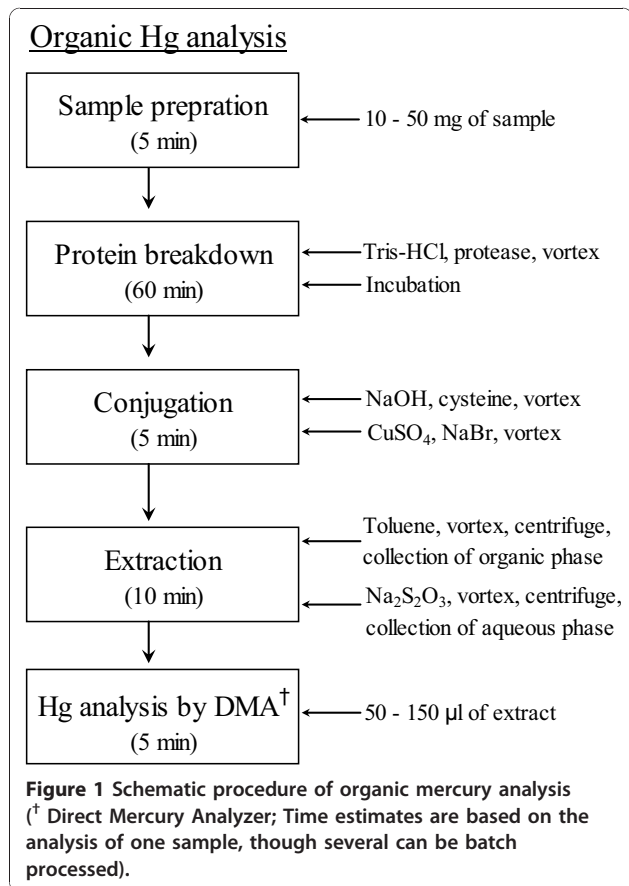 Organic Hg analysis
Sample prepration
(5 min)
10 - 50 mg of sample
Protein breakdown
(60 min)
Tris-HCl, protease, vortex
Incubation
Conjugation
(5 min)
NaOH, cysteine, vortex
CuSO₄, NaBr, vortex
Extraction
(10 min)
Toluene, vortex, centrifuge,
collection of organic phase
Na₂S₂O₃, vortex, centrifuge,
collection of aqueous phase
Hg analysis by DMA†
(5 min)
50 - 150 µl of extract
Figure 1 Schematic procedure of organic mercury analysis
(† Direct Mercury Analyzer; Time estimates are based on the
analysis of one sample, though several can be batch
processed).